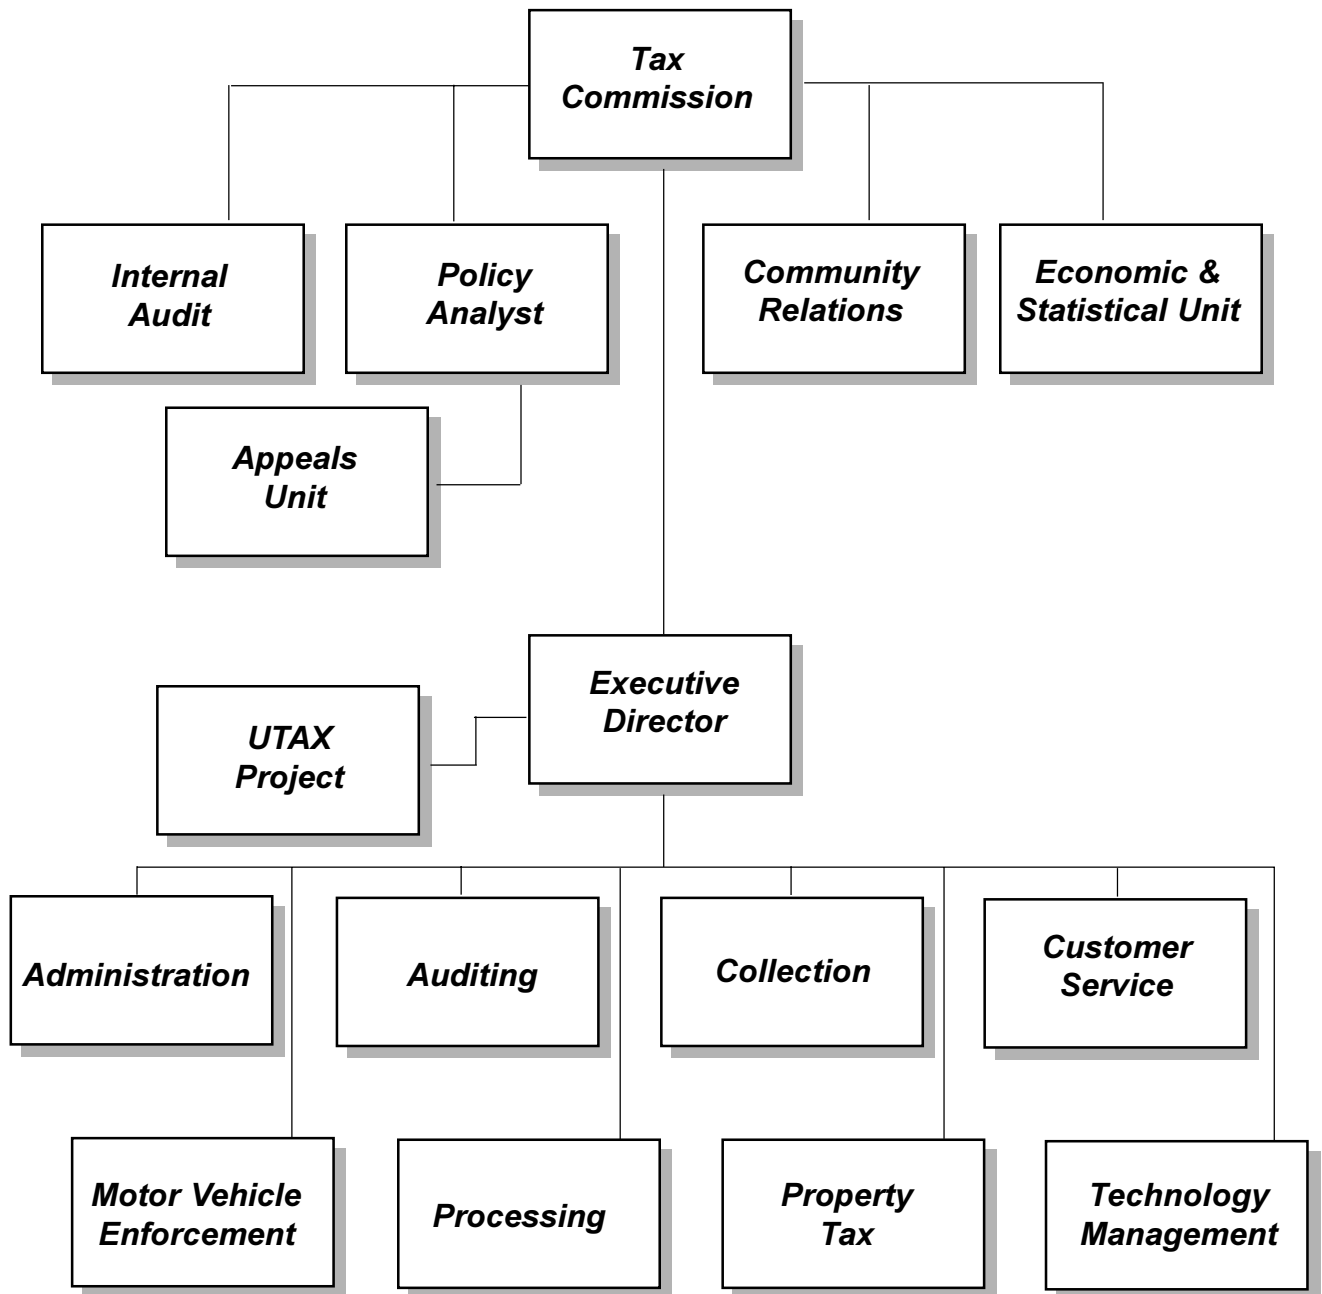 Tax
Commission
Internal
Audit
Policy
Analyst
Community
Relations
Economic &
Statistical Unit
Appeals
Unit
Executive
Director
UTAX
Project
Administration
Auditing
Collection
Customer
Service
Motor Vehicle
Enforcement
Processing
Property
Tax
Technology
Management